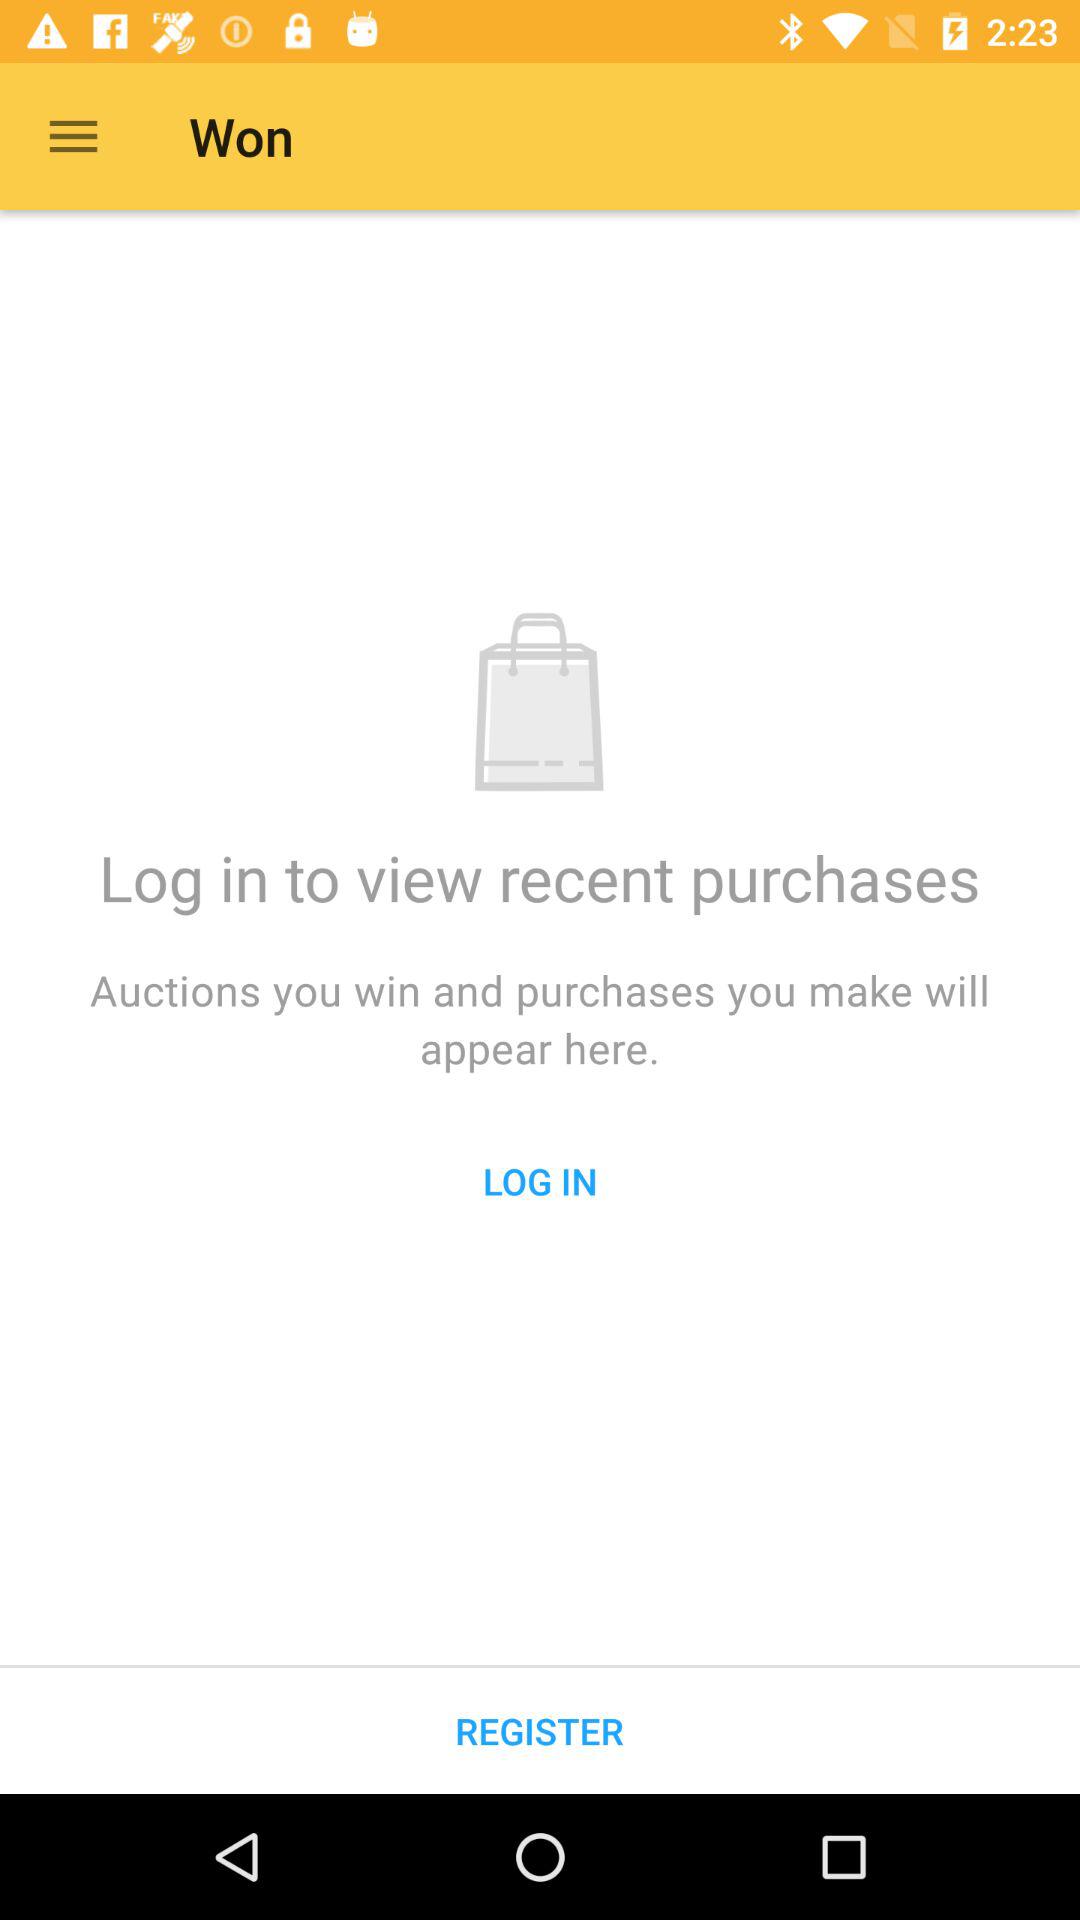 FAKE
2:23
Won
Log in to view recent purchases
Auctions you win and purchases you make will
appear here.
LOG IN
REGISTER